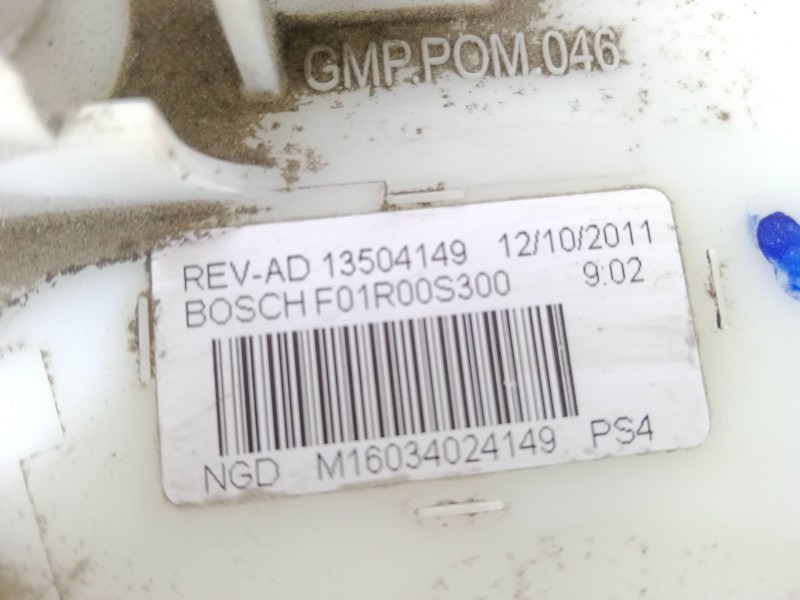 GMP.POM.046
REV-AD 13504149 12/10/2011
BOSCH F01R00S300 9:02
NGD M16034024149 PS4